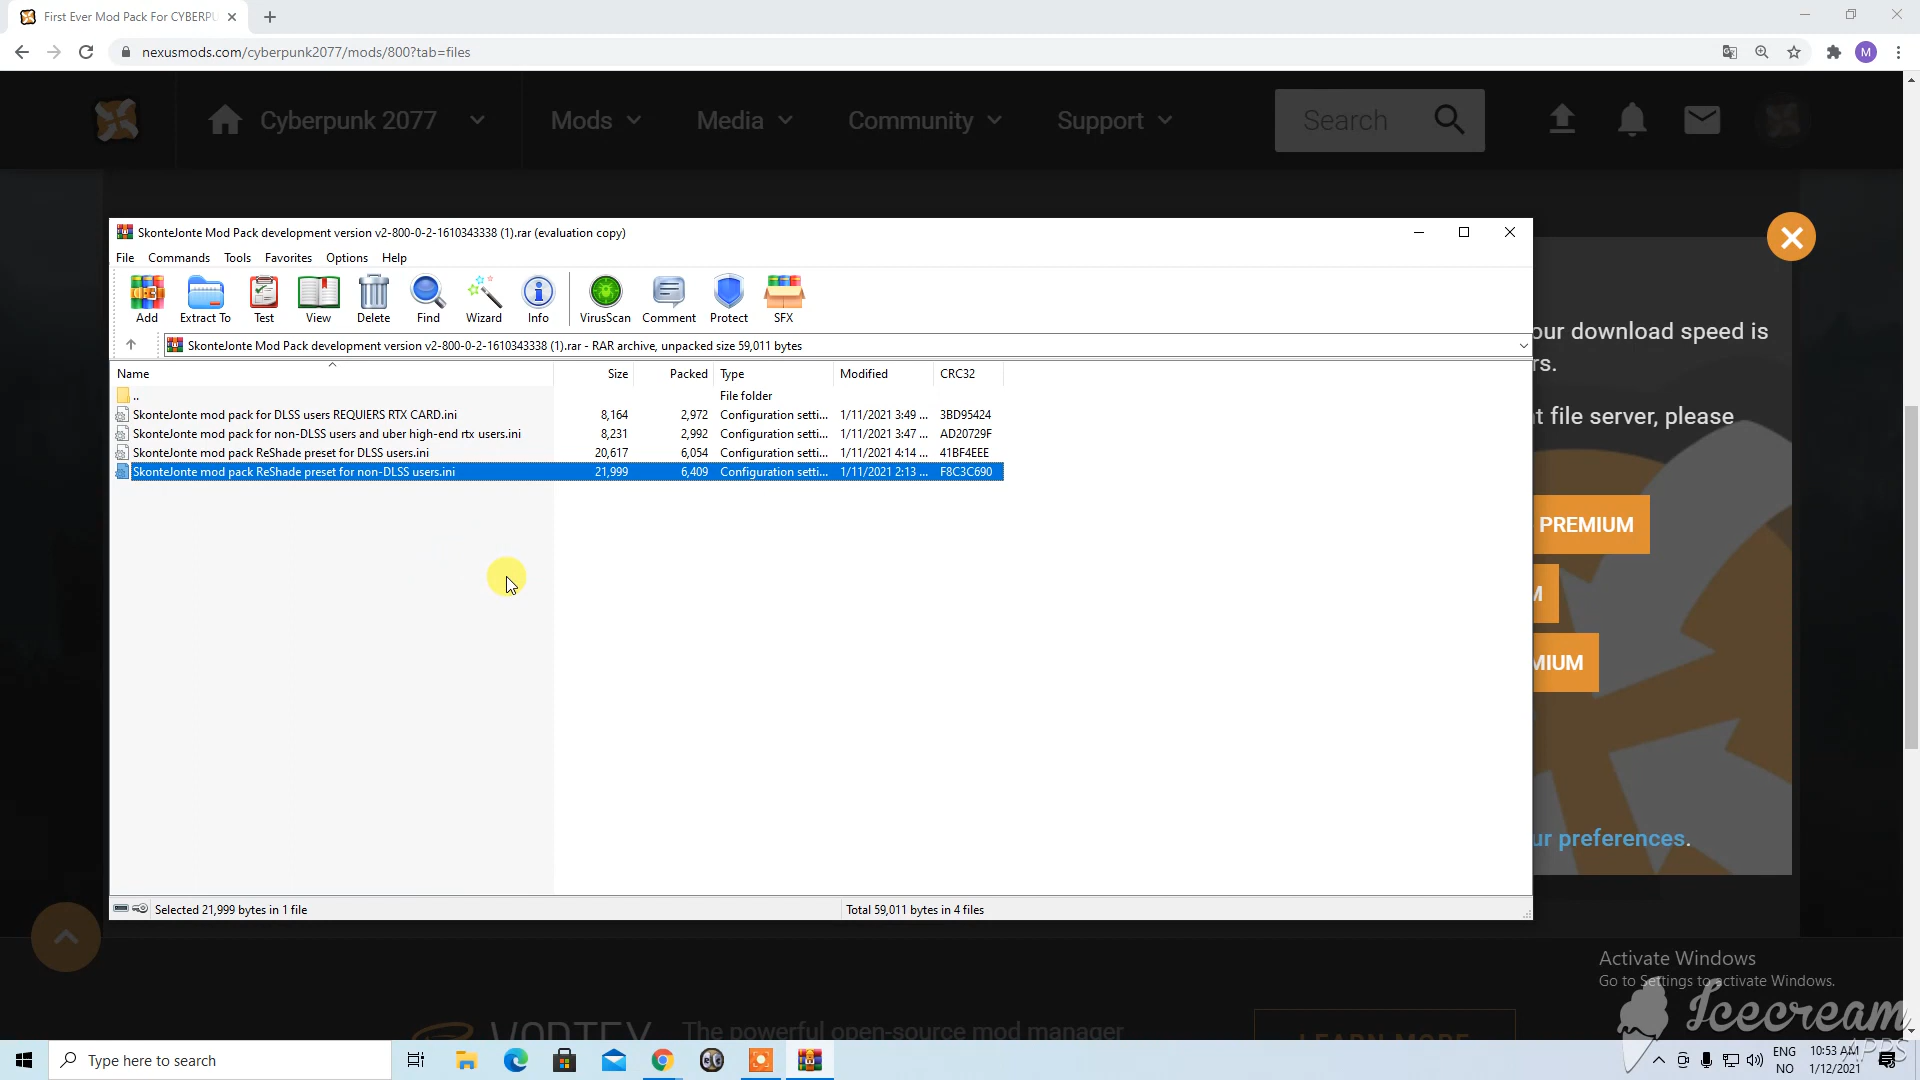 First Ever Mod Pack For CYBERPU
nexusmods.com/cyberpunk2077/mods/800?tab=files
M
Cyberpunk 2077
Mods
Media
Community
Support
Search
SkonteJonte Mod Pack development version v2-800-0-2-1610343338 (1).rar (evaluation copy)
File Commands Tools Favorites Options Help
Add Extract To Test View Delete Find Wizard Info VirusScan Comment Protect SFX
SkonteJonte Mod Pack development version v2-800-0-2-1610343338 (1).rar - RAR archive, unpacked size 59,011 bytes
Name Size Packed Type Modified CRC32
.. File folder
SkonteJonte mod pack for DLSS users REQUIERS RTX CARD.ini 8,164 2,972 Configuration setti... 1/11/2021 3:49 ... 3BD95424
SkonteJonte mod pack for non-DLSS users and uber high-end rtx users.ini 8,231 2,992 Configuration setti... 1/11/2021 3:47 ... AD20729F
SkonteJonte mod pack ReShade preset for DLSS users.ini 20,617 6,054 Configuration setti... 1/11/2021 4:14 ... 41BF4EEE
SkonteJonte mod pack ReShade preset for non-DLSS users.ini 21,999 6,409 Configuration setti... 1/11/2021 2:13 ... F8C3C690
our download speed is
rs.
t file server, please
PREMIUM
M
MIUM
ur preferences.
Selected 21,999 bytes in 1 file
Total 59,011 bytes in 4 files
Activate Windows
Go to Settings to activate Windows.
VORTEX The powerful open-source mod manager
LEARN MORE
Icecream
APPS
Type here to search
ENG
NO
10:53 AM
1/12/2021